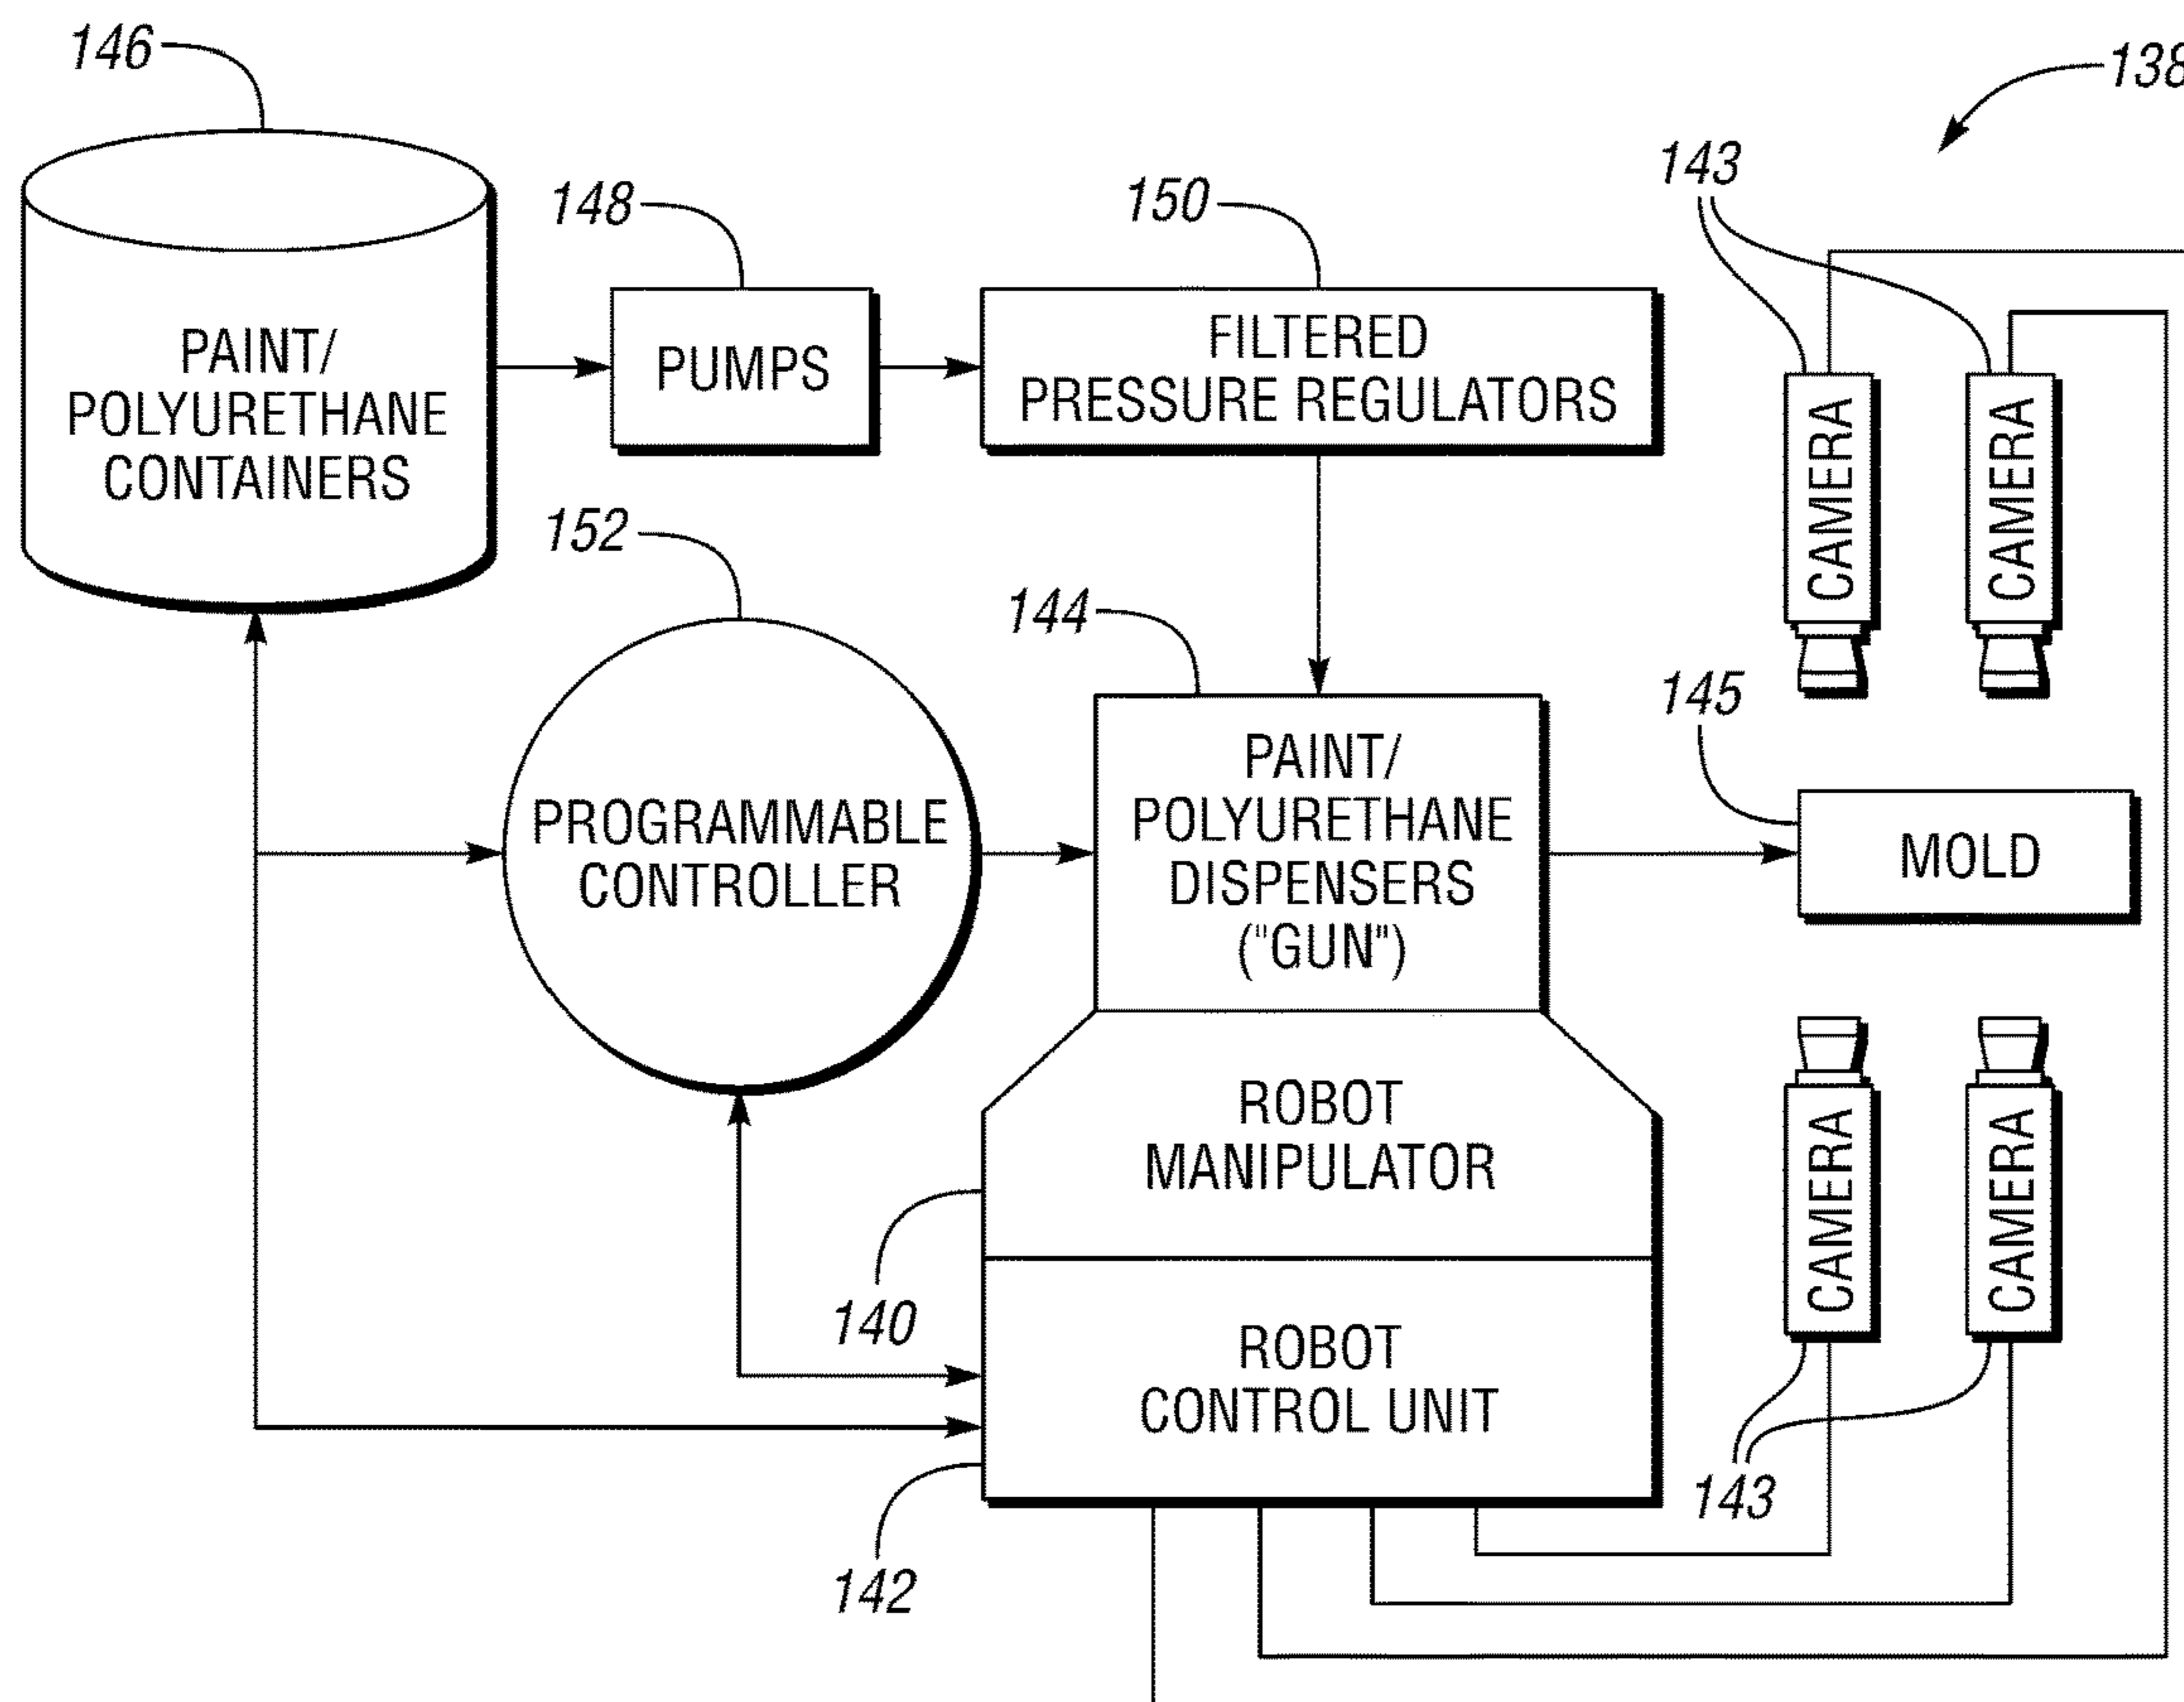 146
138
143
148
150
PAINT/
POLYURETHANE
CONTAINERS
PUMPS
FILTERED
PRESSURE REGULATORS
CAMERA
CAMERA
152
144
145
PROGRAMMABLE
CONTROLLER
PAINT/
POLYURETHANE
DISPENSERS
("GUN")
MOLD
ROBOT
MANIPULATOR
CAMERA
CAMERA
140
ROBOT
CONTROL UNIT
143
142